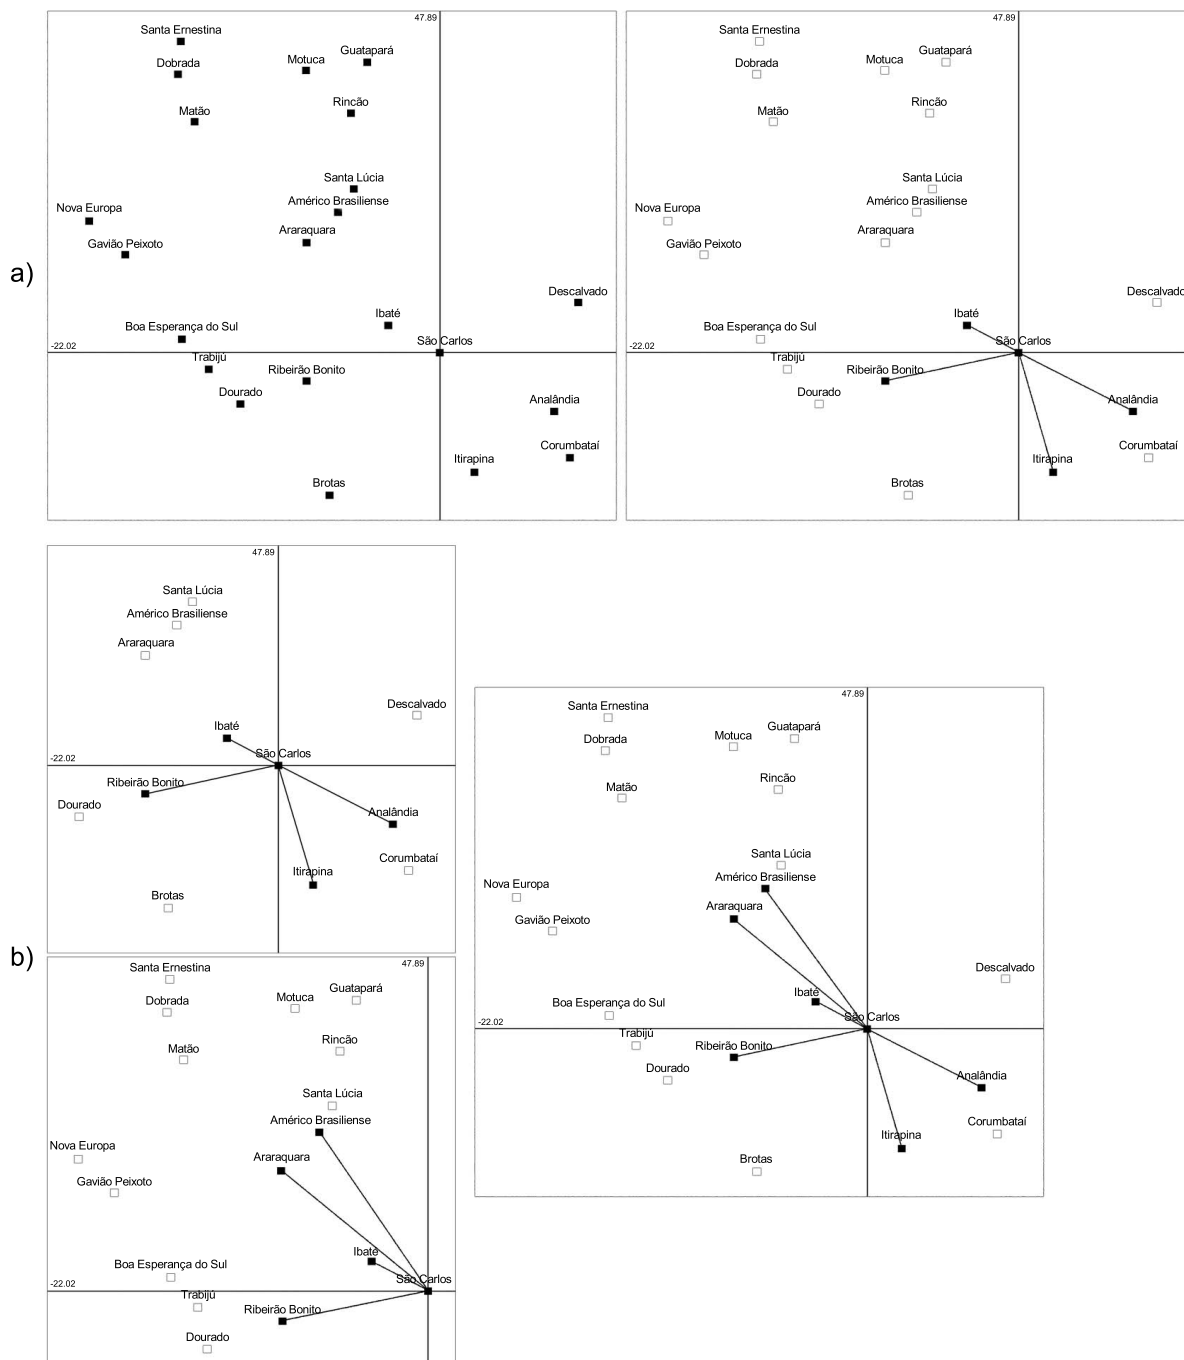 a)
47.89
Santa Ernestina
Guatapará
Motuca
Dobrada
Rincão
Matão
Santa Lúcia
Américo Brasiliense
Nova Europa
Araraquara
Gavião Peixoto
Descalvado
Ibaté
Boa Esperança do Sul
São Carlos
-22.02
Trabijú
Ribeirão Bonito
Dourado
Analândia
Corumbataí
Itirapina
Brotas
47.89
Santa Ernestina
Guatapará
Motuca
Dobrada
Rincão
Matão
Santa Lúcia
Américo Brasiliense
Nova Europa
Araraquara
Gavião Peixoto
Descalvado
Ibaté
Boa Esperança do Sul
São Carlos
-22.02
Trabijú
Ribeirão Bonito
Dourado
Analândia
Corumbataí
Itirapina
Brotas
b)
47.89
Santa Lúcia
Américo Brasiliense
Araraquara
Descalvado
Ibaté
São Carlos
-22.02
Ribeirão Bonito
Dourado
Analândia
Corumbataí
Itirapina
Brotas
47.89
Santa Ernestina
Guatapará
Motuca
Dobrada
Rincão
Matão
Santa Lúcia
Américo Brasiliense
Nova Europa
Araraquara
Gavião Peixoto
Ibaté
Boa Esperança do Sul
São Carlos
-22.02
Trabijú
Ribeirão Bonito
Dourado
47.89
Santa Ernestina
Guatapará
Motuca
Dobrada
Rincão
Matão
Santa Lúcia
Américo Brasiliense
Nova Europa
Araraquara
Gavião Peixoto
Descalvado
Ibaté
Boa Esperança do Sul
São Carlos
-22.02
Trabijú
Ribeirão Bonito
Dourado
Analândia
Corumbataí
Itirapina
Brotas